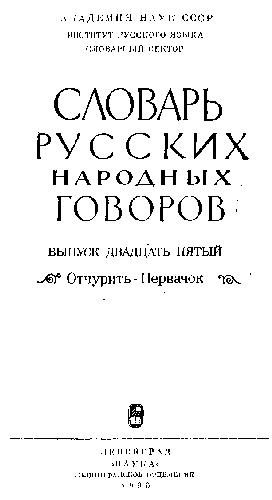 АКАДЕМИЯ НАУК СССР
ИНСТИТУТ РУССКОГО ЯЗЫКА
СЛОВАРНЫЙ СЕКТОР
СЛОВАРЬ
РУССКИХ
НАРОДНЫХ
ГОВОРОВ
ВЫПУСК ДВАДЦАТЬ ПЯТЫЙ
Отчурить - Первачок
ЛЕНИНГРАД
«НАУКА»
ЛЕНИНГРАДСКОЕ ОТДЕЛЕНИЕ